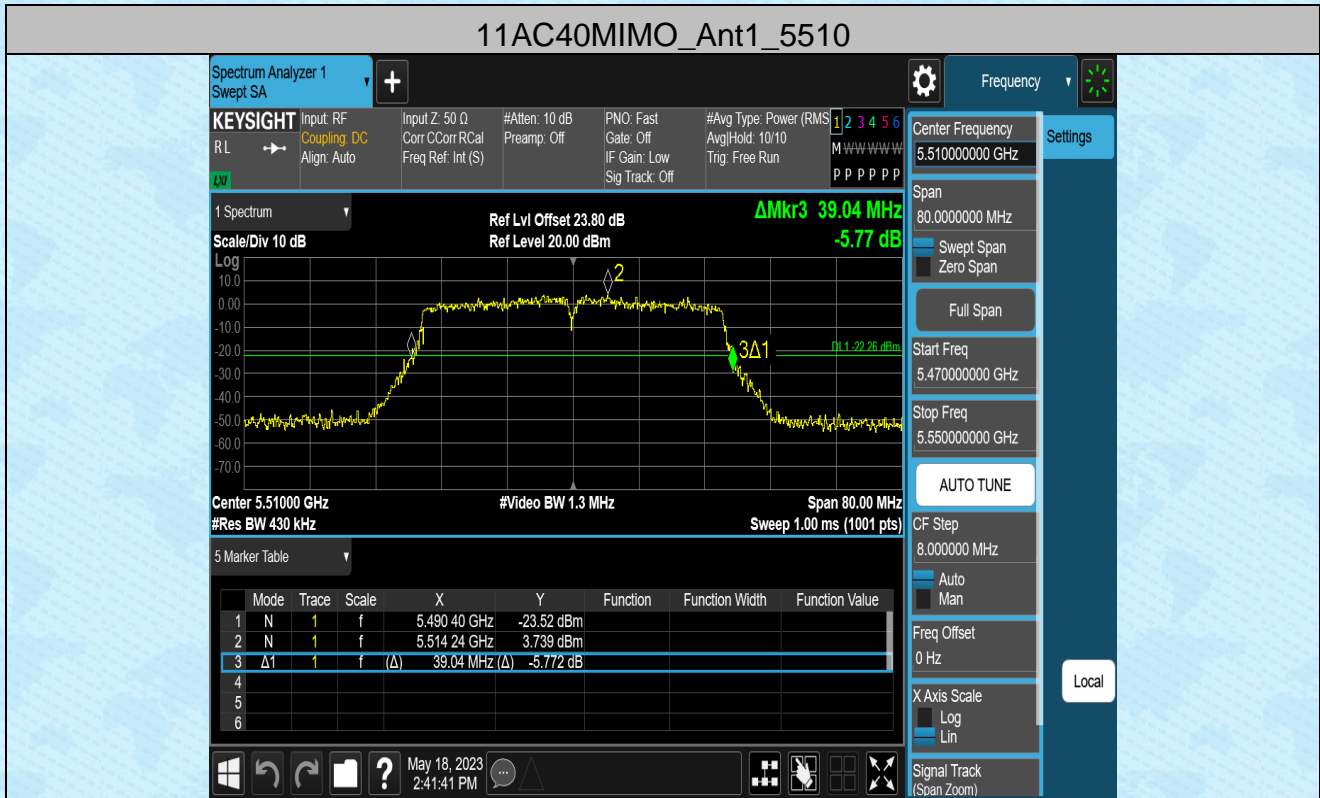 11AC40MIMO_Ant1_5510
Spectrum Analyzer 1
Swept SA
+
Frequency
KEYSIGHT
RL
LXI
Input: RF
Coupling: DC
Align: Auto
Input Z: 50 Ω
Corr CCorr RCal
Freq Ref: Int (S)
#Atten: 10 dB
Preamp: Off
PNO: Fast
Gate: Off
IF Gain: Low
Sig Track: Off
#Avg Type: Power (RMS
Avg|Hold: 10/10
Trig: Free Run
1 2 3 4 5 6
M W W W W W
P P P P P P
Center Frequency
5.510000000 GHz
Settings
Span
80.0000000 MHz
Swept Span
Zero Span
Full Span
Start Freq
5.470000000 GHz
Stop Freq
5.550000000 GHz
AUTO TUNE
CF Step
8.000000 MHz
Auto
Man
Freq Offset
0 Hz
X Axis Scale
Log
Lin
Signal Track
(Span Zoom)
Local
1 Spectrum
Scale/Div 10 dB
Ref Lvl Offset 23.80 dB
Ref Level 20.00 dBm
ΔMkr3 39.04 MHz
-5.77 dB
Log
10.0
0.00
-10.0
-20.0
-30.0
-40.0
-50.0
-60.0
-70.0
2
3Δ1
DL1 -22.26 dBm
Center 5.51000 GHz
#Video BW 1.3 MHz
Span 80.00 MHz
#Res BW 430 kHz
Sweep 1.00 ms (1001 pts)
5 Marker Table
Mode Trace Scale X Y Function Function Width Function Value
1 N 1 f 5.490 40 GHz -23.52 dBm
2 N 1 f 5.514 24 GHz 3.739 dBm
3 Δ1 1 f (Δ) 39.04 MHz (Δ) -5.772 dB
4
5
6
?
May 18, 2023
2:41:41 PM